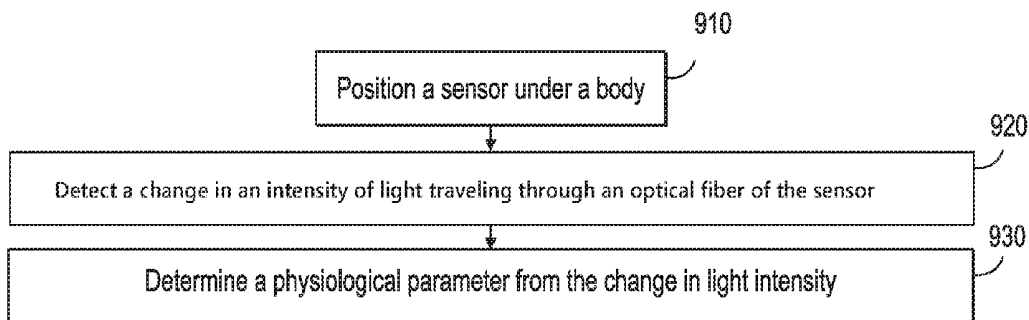 910
Position a sensor under a body
920
Detect a change in an intensity of light traveling through an optical fiber of the sensor
930
Determine a physiological parameter from the change in light intensity